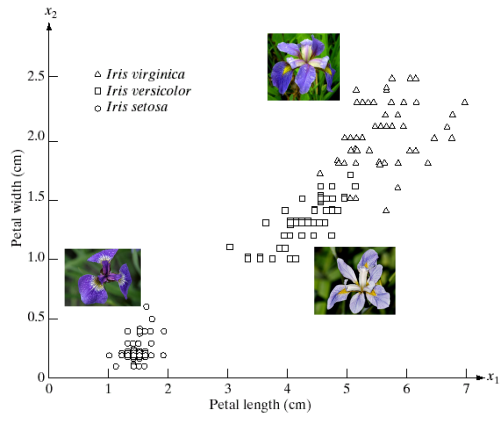 x₂
Iris virginica
Iris versicolor
Iris setosa
2.5
2.0
1.5
1.0
0.5
0
Petal width (cm)
0 1 2 3 4 5 6 7
x₁
Petal length (cm)